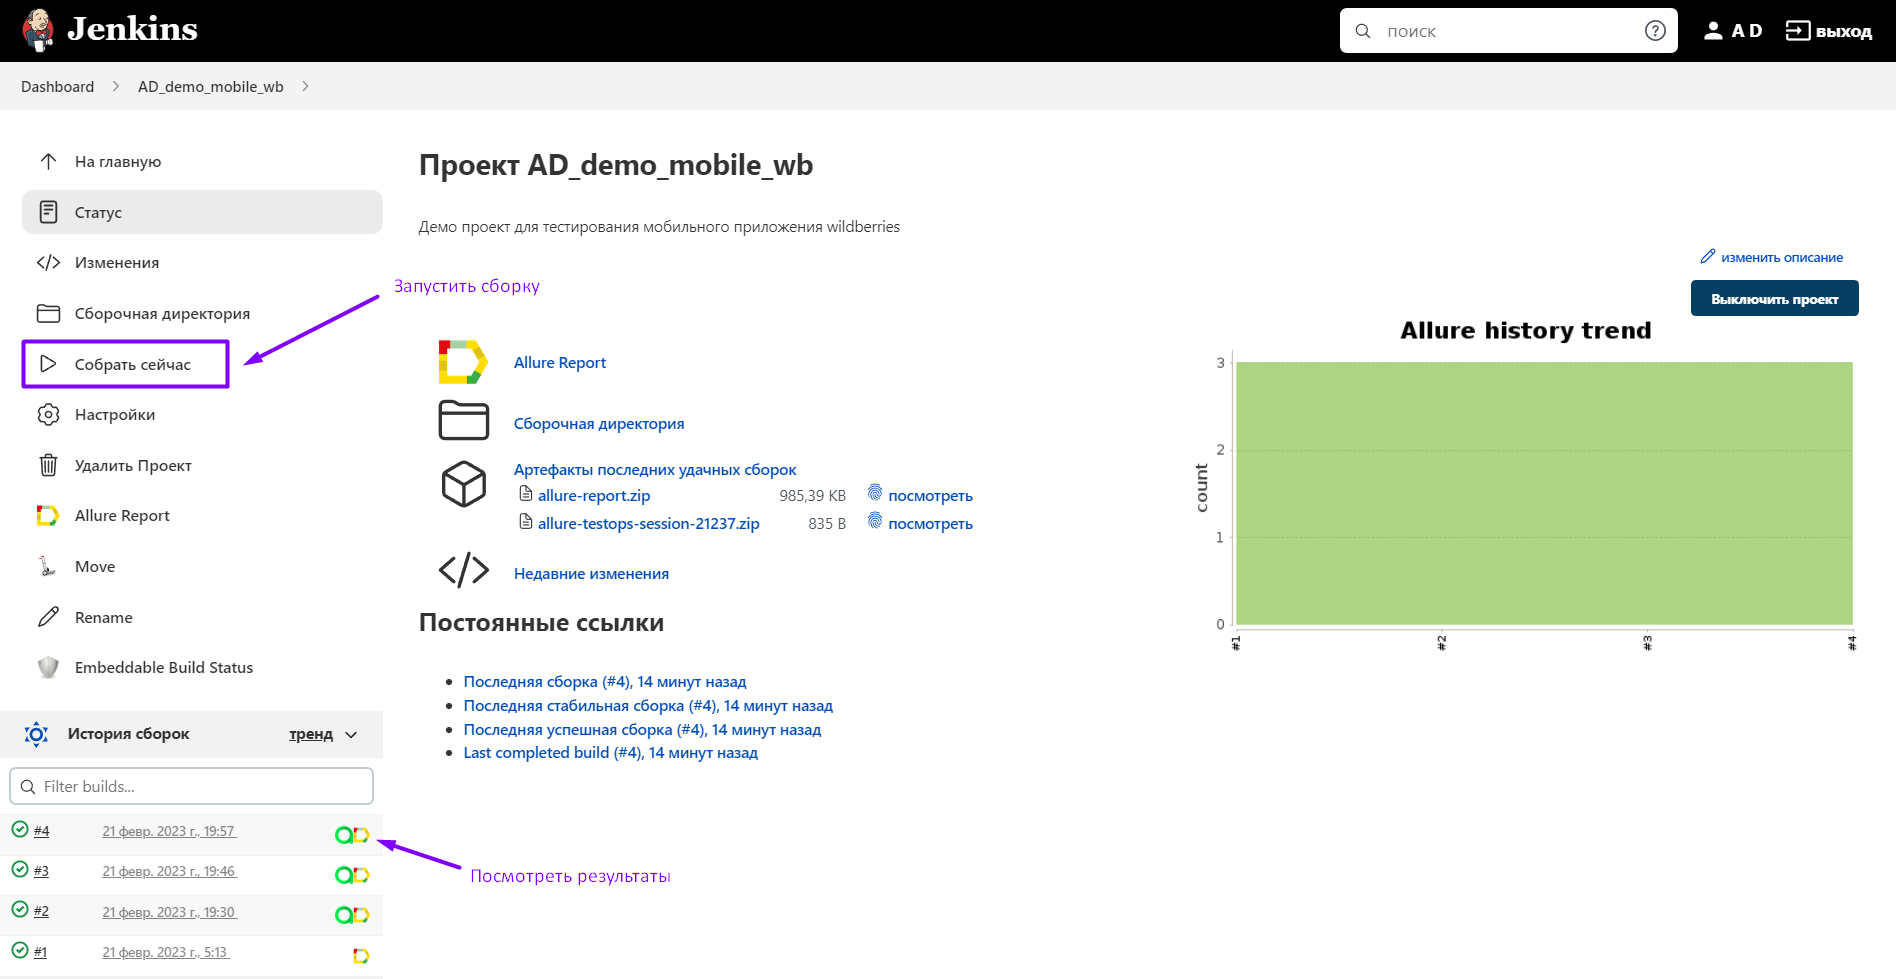 Jenkins
поиск
A D
выход
Dashboard
AD_demo_mobile_wb
На главную
Статус
Изменения
Сборочная директория
Собрать сейчас
Настройки
Удалить Проект
Allure Report
Move
Rename
Embeddable Build Status
История сборок
тренд
Filter builds...
#4 21 февр. 2023 г., 19:57
#3 21 февр. 2023 г., 19:46
#2 21 февр. 2023 г., 19:30
#1 21 февр. 2023 г., 5:13
Проект AD_demo_mobile_wb
Демо проект для тестирования мобильного приложения wildberries
изменить описание
Выключить проект
Запустить сборку
Allure Report
Сборочная директория
Артефакты последних удачных сборок
allure-report.zip 985,39 KB посмотреть
allure-testops-session-21237.zip 835 B посмотреть
Недавние изменения
Постоянные ссылки
Последняя сборка (#4), 14 минут назад
Последняя стабильная сборка (#4), 14 минут назад
Последняя успешная сборка (#4), 14 минут назад
Last completed build (#4), 14 минут назад
Посмотреть результаты
Allure history trend
count
3
2
1
0
#1 #2 #3 #4